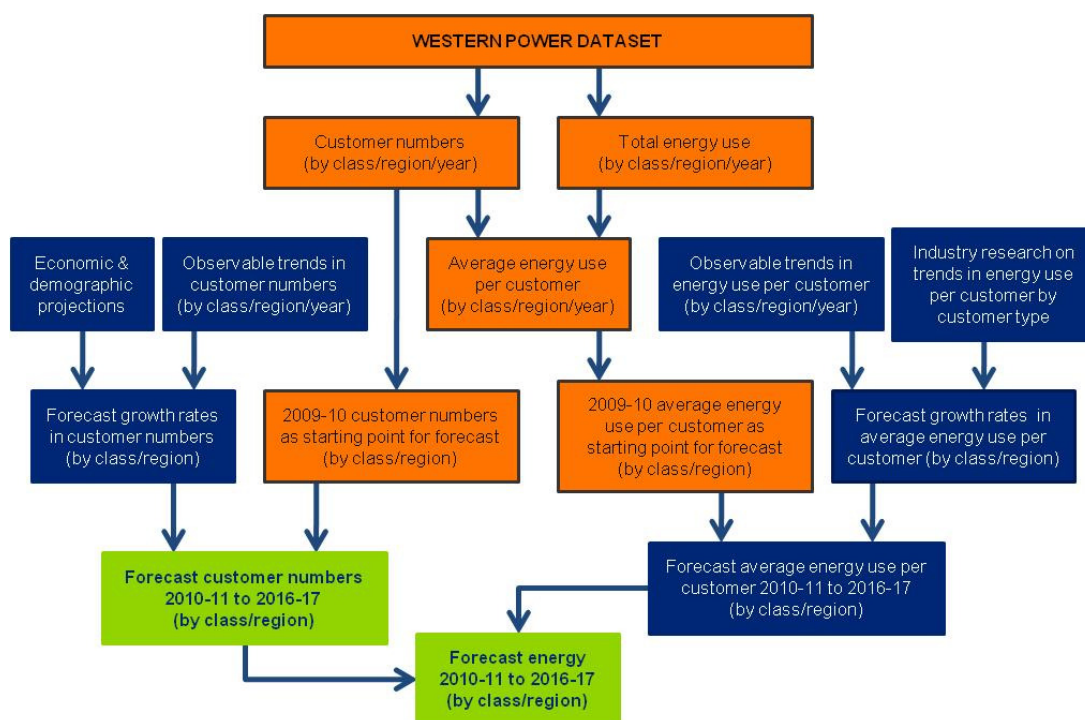 WESTERN POWER DATASET
Customer numbers
(by class/region/year)
Total energy use
(by class/region/year)
Economic &
demographic
projections
Observable trends in
customer numbers
(by class/region/year)
Average energy use
per customer
(by class/region/year)
Observable trends in
energy use per customer
(by class/region/year)
Industry research on
trends in energy use
per customer by
customer type
Forecast growth rates
in customer numbers
(by class/region)
2009-10 customer numbers
as starting point for forecast
(by class/region)
2009-10 average energy
use per customer as
starting point for forecast
(by class/region)
Forecast growth rates in
average energy use per
customer (by class/region)
Forecast customer numbers
2010-11 to 2016-17
(by class/region)
Forecast average energy use per
customer 2010-11 to 2016-17
(by class/region)
Forecast energy
2010-11 to 2016-17
(by class/region)